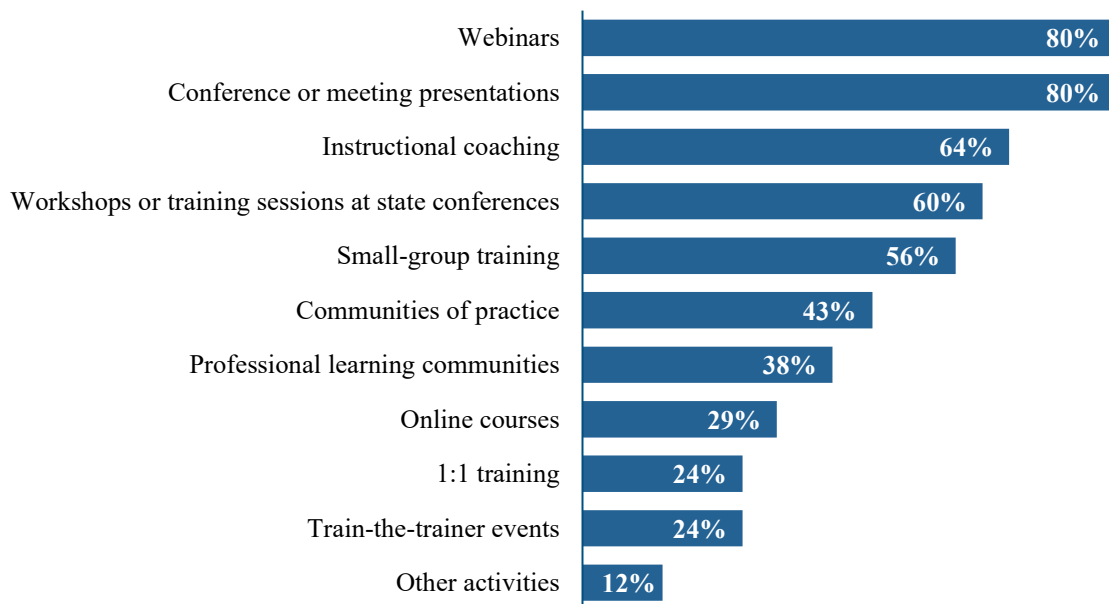 Webinars 80%
Conference or meeting presentations 80%
Instructional coaching 64%
Workshops or training sessions at state conferences 60%
Small-group training 56%
Communities of practice 43%
Professional learning communities 38%
Online courses 29%
1:1 training 24%
Train-the-trainer events 24%
Other activities 12%